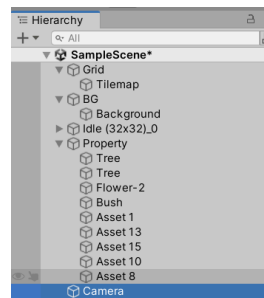 Hierarchy
All
SampleScene*
Grid
Tilemap
BG
Background
Idle (32x32)_0
Property
Tree
Tree
Flower-2
Bush
Asset 1
Asset 13
Asset 15
Asset 10
Asset 8
Camera